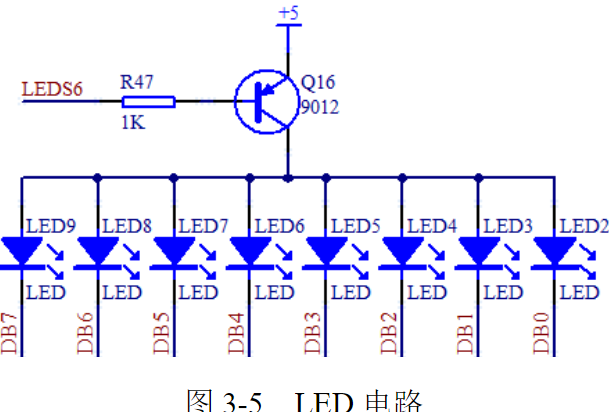 +5
LEDS6
R47
1K
Q16
9012
LED9 LED8 LED7 LED6 LED5 LED4 LED3 LED2
LED LED LED LED LED LED LED LED
DB7 DB6 DB5 DB4 DB3 DB2 DB1 DB0
图 3-5 LED 电路